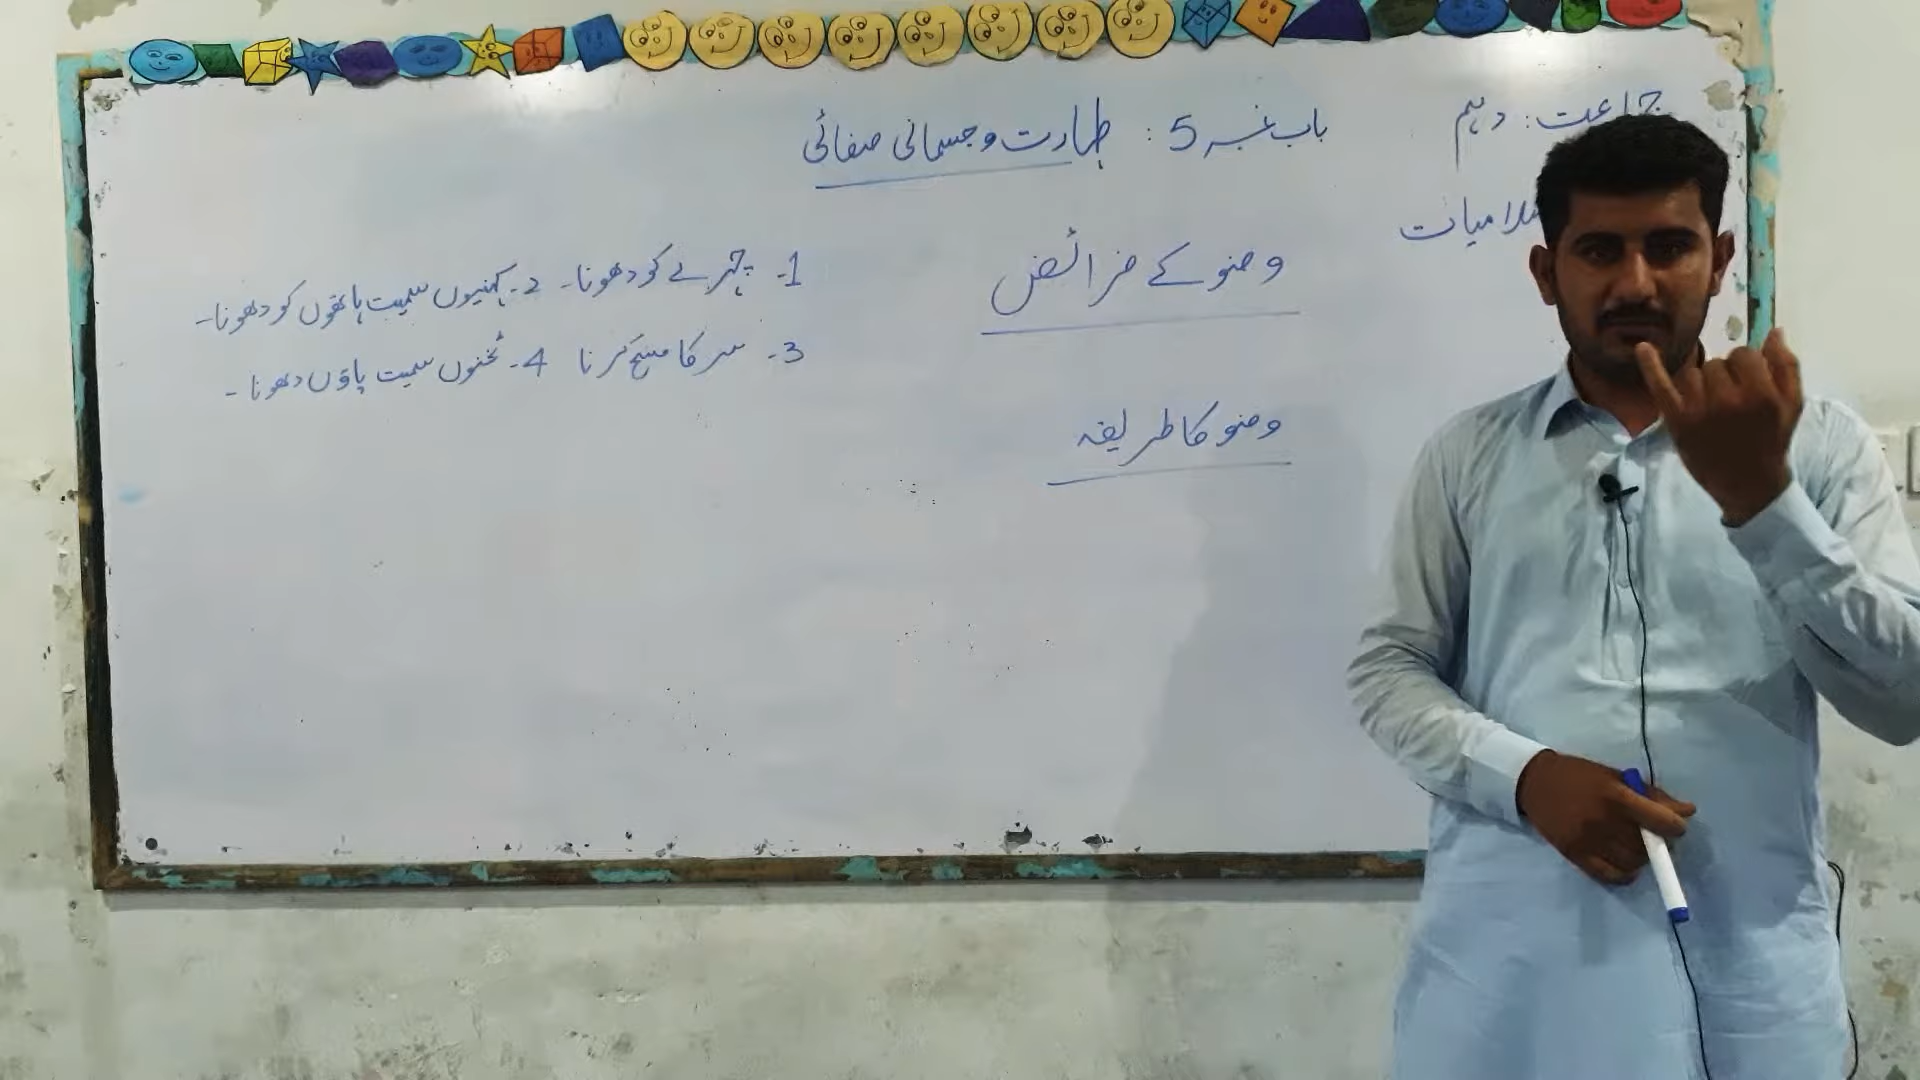 جماعت: دہم
باب نمبر 5: طہارت و جسمانی صفائی
لامیات
وضو کے فرائض
1۔ چہرے کو دھونا۔ 2۔ کہنیوں سمیت ہاتھوں کو دھونا۔
3۔ سر کا مسح کرنا 4۔ ٹخنوں سمیت پاؤں دھونا۔
وضو کا طریقہ